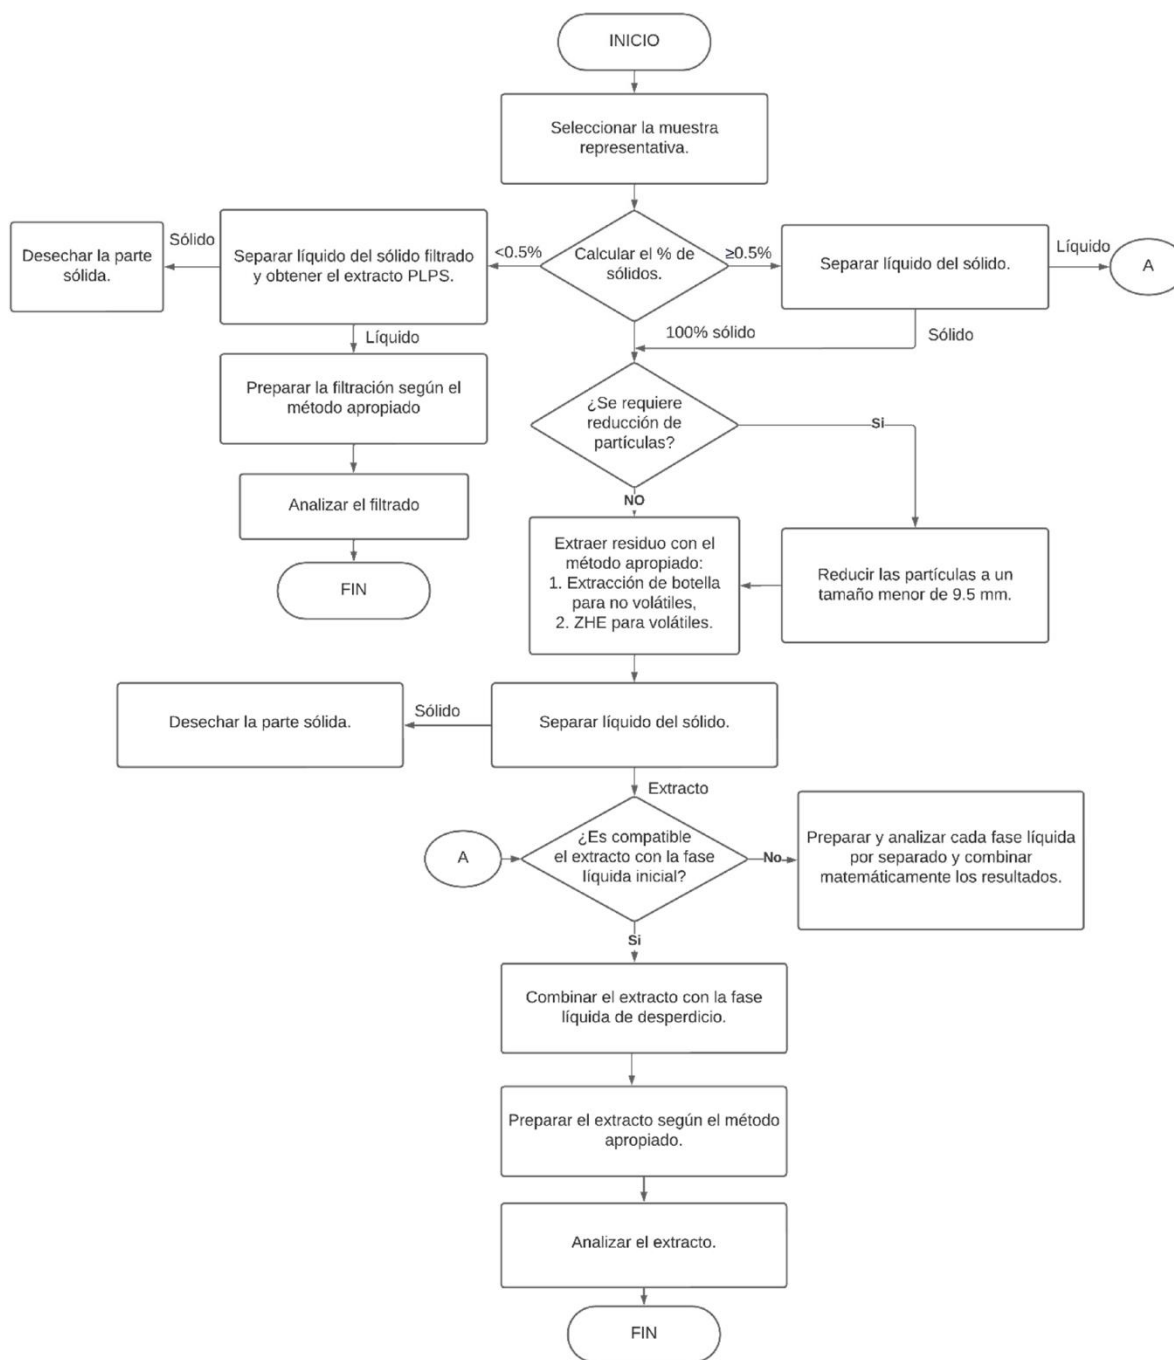 INICIO
Seleccionar la muestra
representativa.
Desechar la parte
sólida.
Sólido
Separar líquido del sólido filtrado
y obtener el extracto PLPS.
<0.5%
Calcular el % de
sólidos.
≥0.5%
Separar líquido del sólido.
Líquido
A
Líquido
100% sólido
Sólido
Preparar la filtración según el
método apropiado
¿Se requiere
reducción de
partículas?
Si
Analizar el filtrado
NO
FIN
Extraer residuo con el
método apropiado:
1. Extracción de botella
para no volátiles,
2. ZHE para volátiles.
Reducir las partículas a un
tamaño menor de 9.5 mm.
Desechar la parte sólida.
Sólido
Separar líquido del sólido.
Extracto
A
¿Es compatible
el extracto con la fase
líquida inicial?
No
Preparar y analizar cada fase líquida
por separado y combinar
matemáticamente los resultados.
Si
Combinar el extracto con la fase
líquida de desperdicio.
Preparar el extracto según el método
apropiado.
Analizar el extracto.
FIN